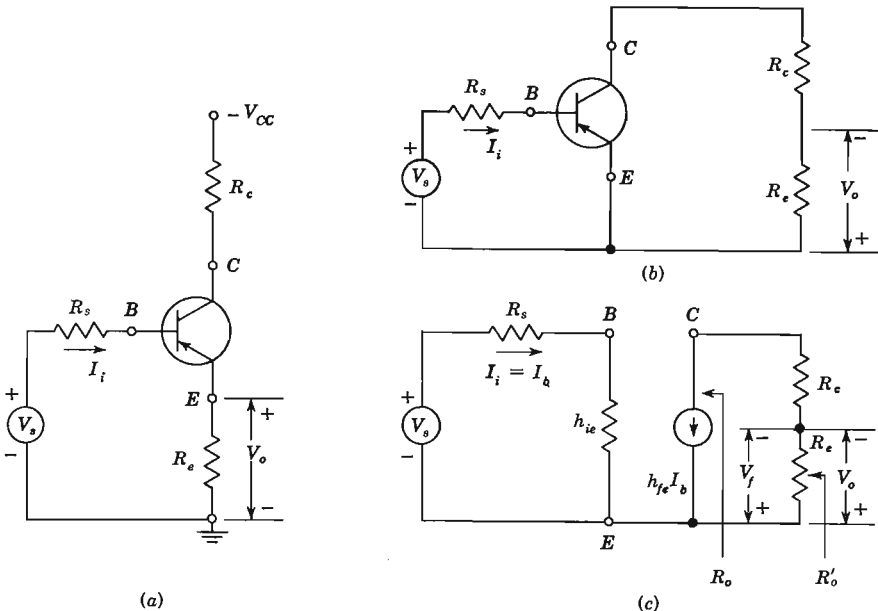 -V_CC
R_c
C
R_s
B
I_i
E
+
V_s
-
R_e
+
V_o
-
(a)
C
R_s
B
I_i
E
+
V_s
-
R_c
R_e
-
V_o
+
(b)
R_s
B
C
I_i = I_b
+
V_s
-
h_ie
h_fe I_b
E
R_c
R_e
-
V_f
+
-
V_o
+
R_o
R'_o
(c)